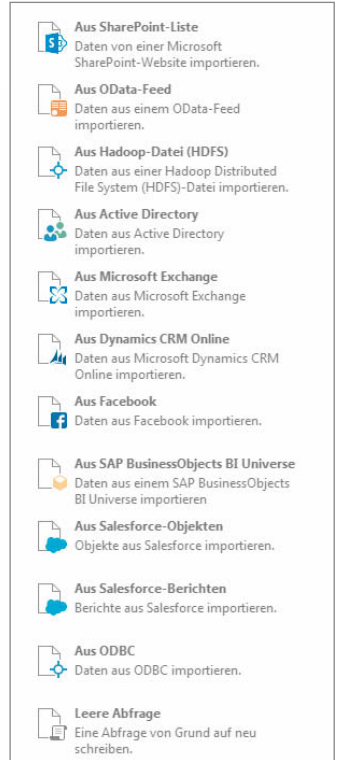 Aus SharePoint-Liste
Daten von einer Microsoft
SharePoint-Website importieren.
Aus OData-Feed
Daten aus einem OData-Feed
importieren.
Aus Hadoop-Datei (HDFS)
Daten aus einer Hadoop Distributed
File System (HDFS)-Datei importieren.
Aus Active Directory
Daten aus Active Directory
importieren.
Aus Microsoft Exchange
Daten aus Microsoft Exchange
importieren.
Aus Dynamics CRM Online
Daten aus Microsoft Dynamics CRM
Online importieren.
Aus Facebook
Daten aus Facebook importieren.
Aus SAP BusinessObjects BI Universe
Daten aus einem SAP BusinessObjects
BI Universe importieren
Aus Salesforce-Objekten
Objekte aus Salesforce importieren.
Aus Salesforce-Berichten
Berichte aus Salesforce importieren.
Aus ODBC
Daten aus ODBC importieren.
Leere Abfrage
Eine Abfrage von Grund auf neu
schreiben.